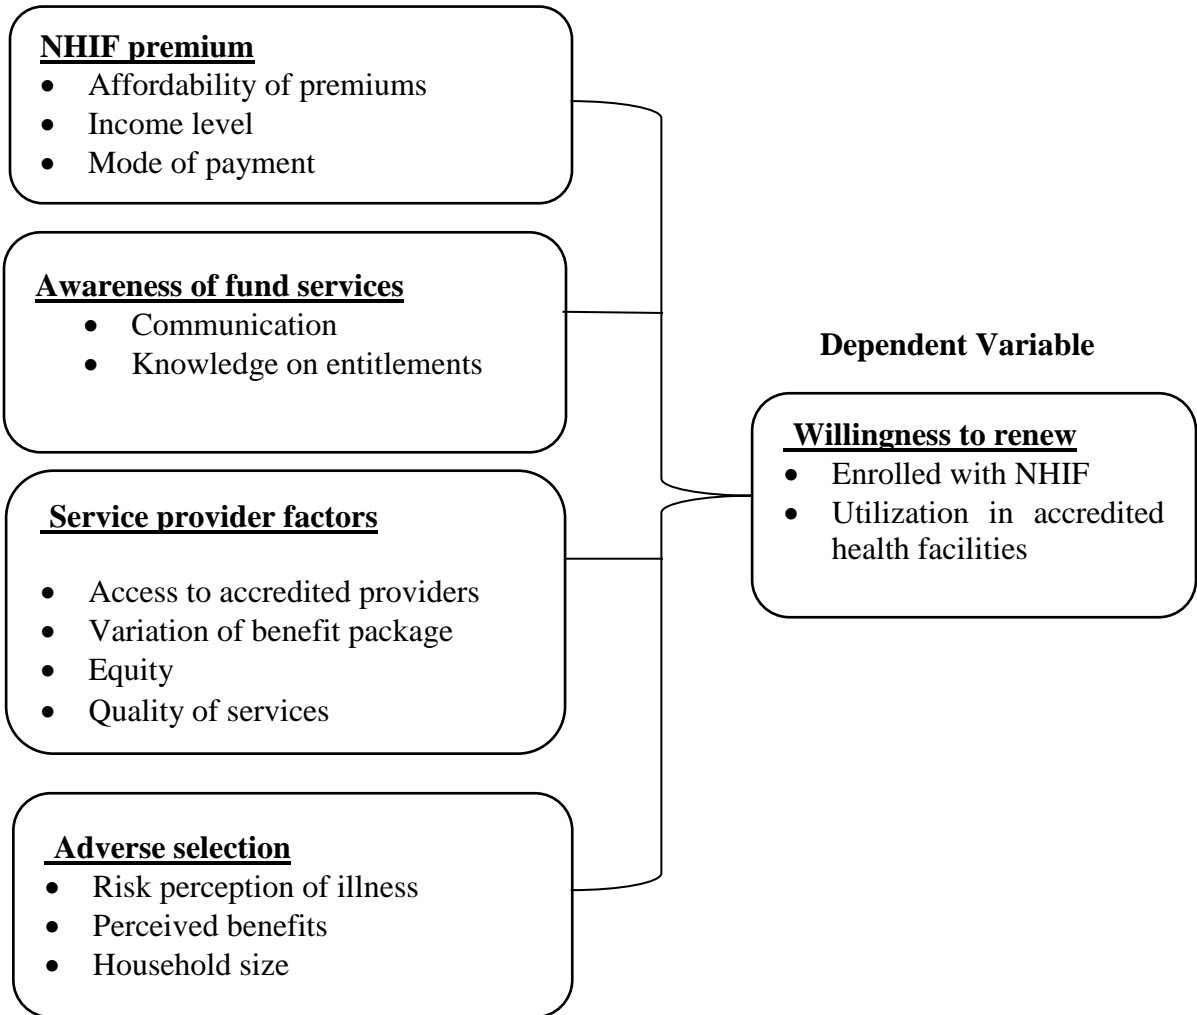 NHIF premium
• Affordability of premiums
• Income level
• Mode of payment
Awareness of fund services
• Communication
• Knowledge on entitlements
Service provider factors
• Access to accredited providers
• Variation of benefit package
• Equity
• Quality of services
Adverse selection
• Risk perception of illness
• Perceived benefits
• Household size
Dependent Variable
Willingness to renew
• Enrolled with NHIF
• Utilization in accredited
health facilities